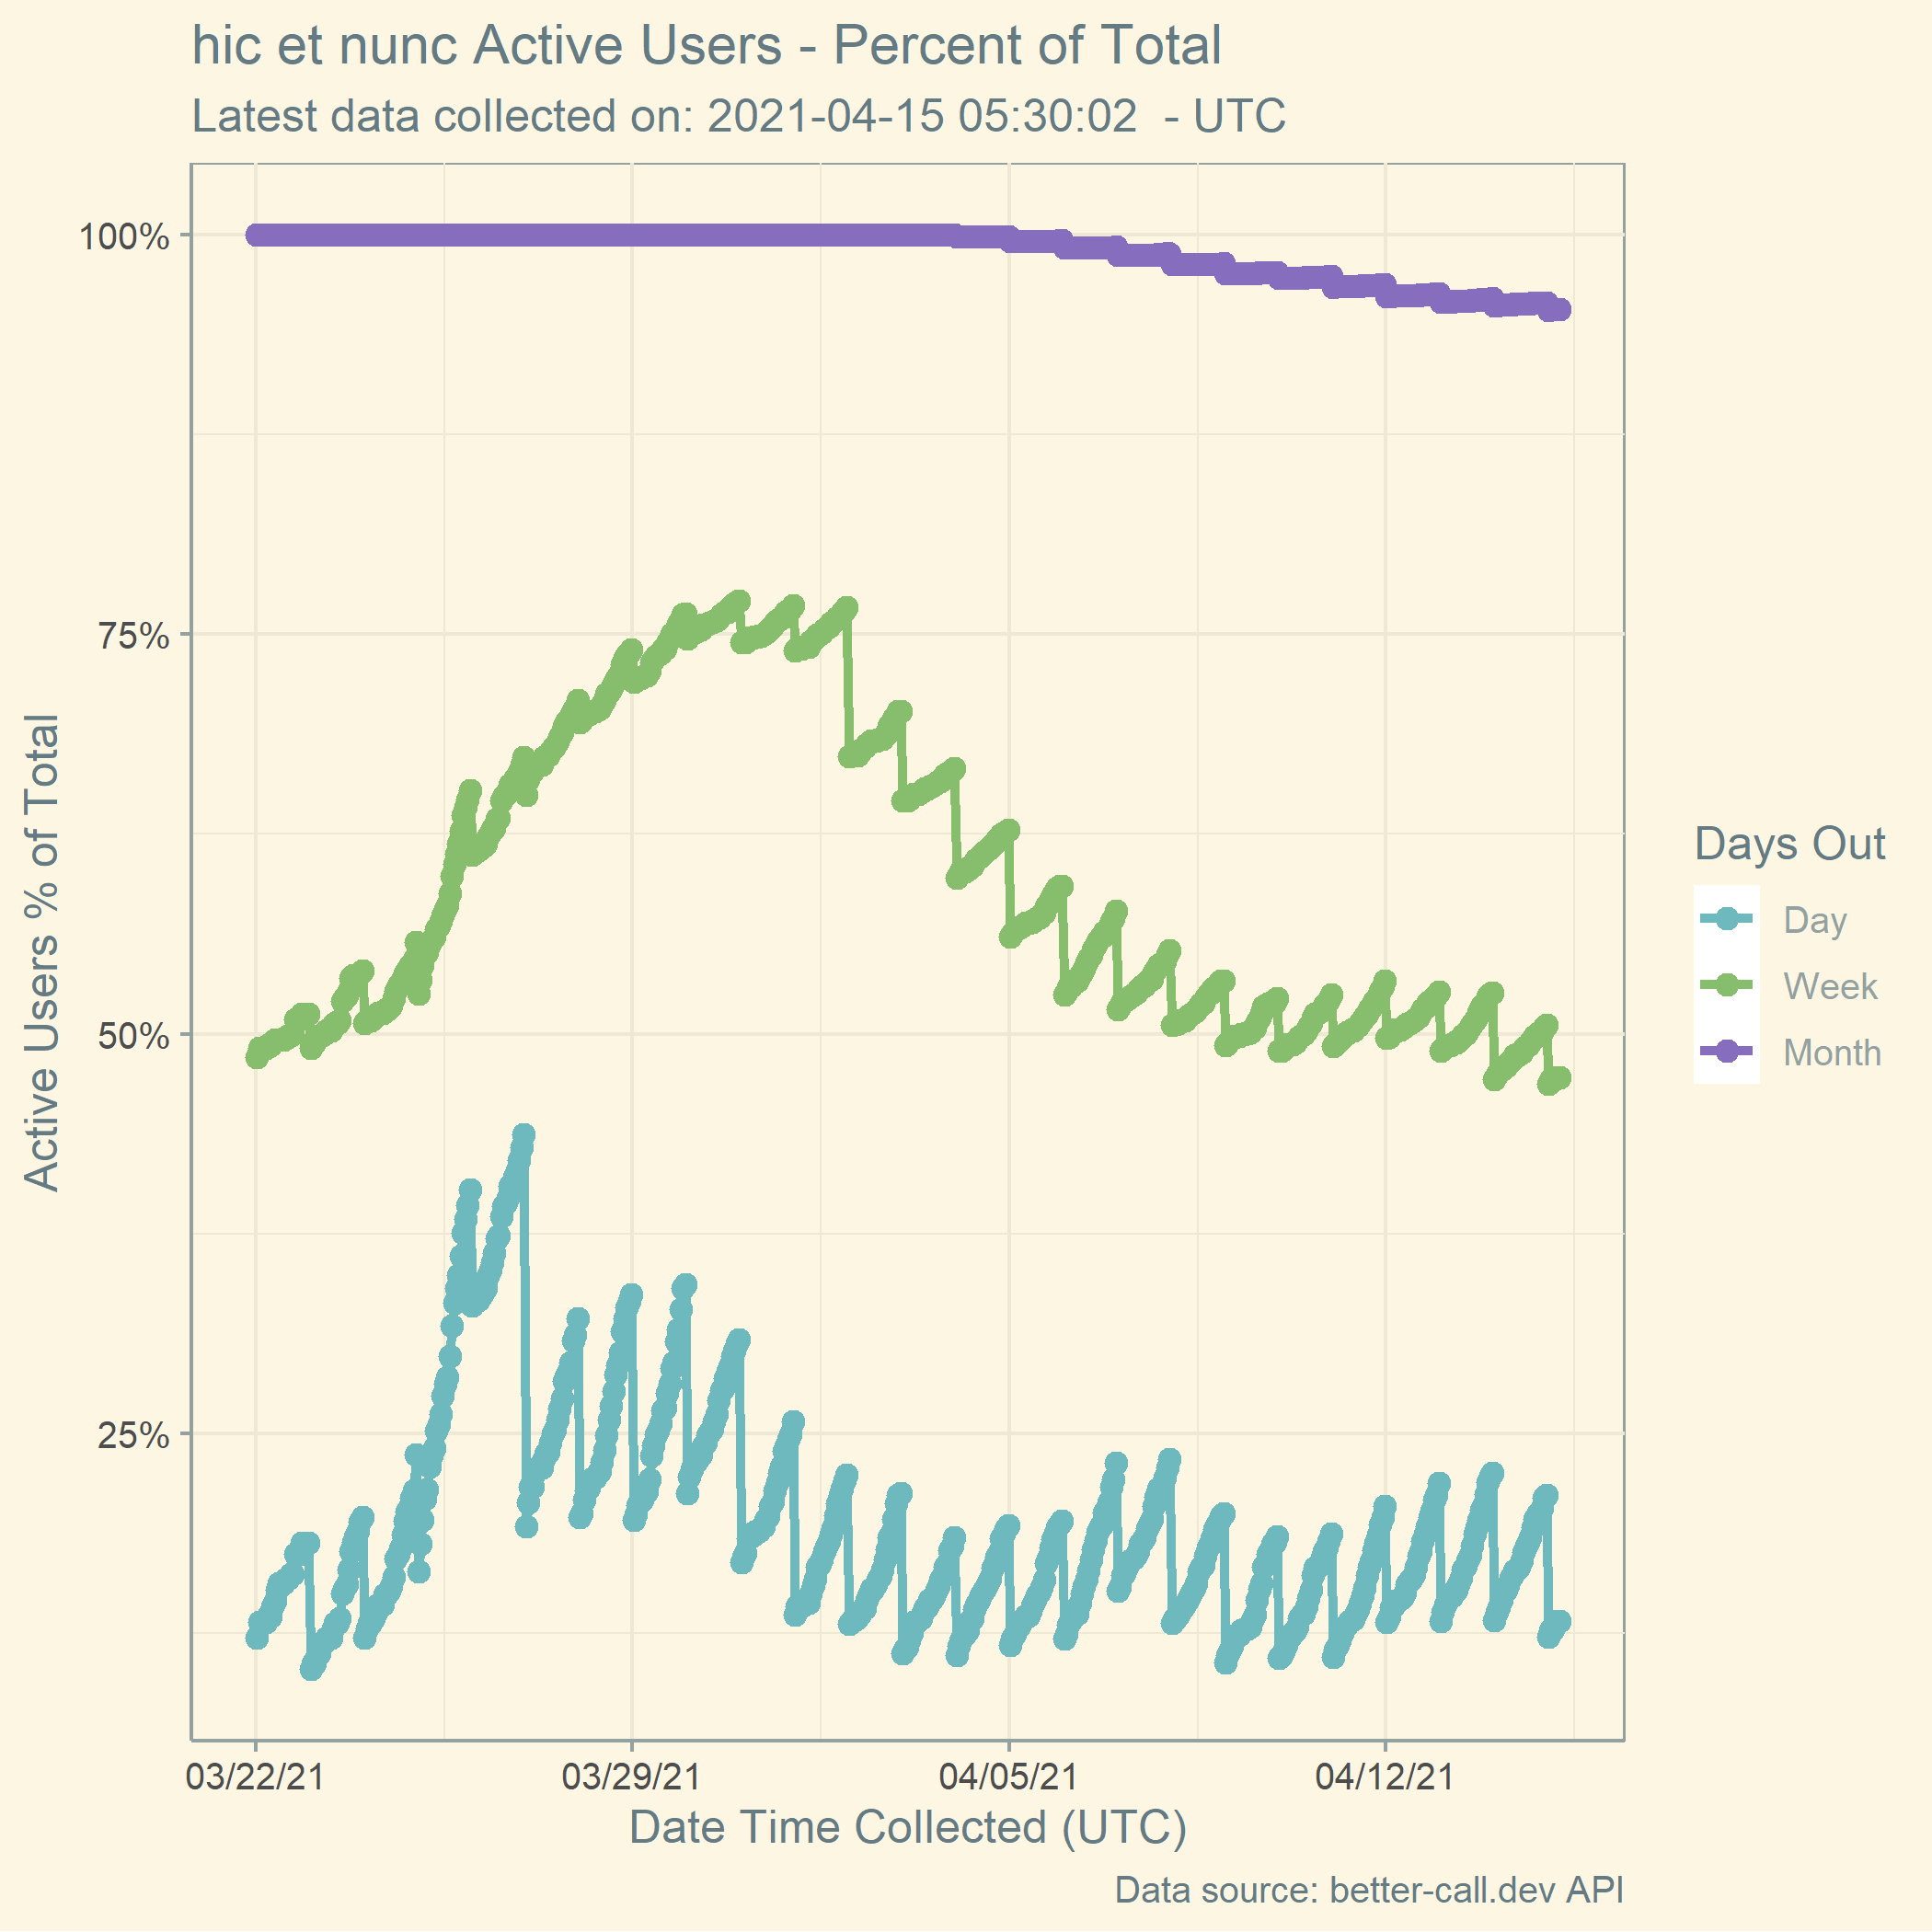 hic et nunc Active Users - Percent of Total
Latest data collected on: 2021-04-15 05:30:02  - UTC
100%
75%
50%
25%
Active Users % of Total
03/22/21
03/29/21
04/05/21
04/12/21
Date Time Collected (UTC)
Days Out
Day
Week
Month
Data source: better-call.dev API